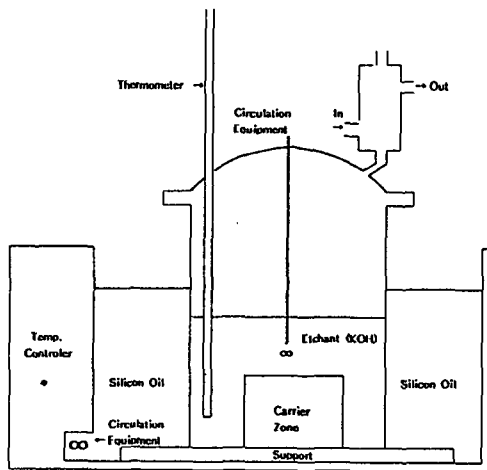 Thermometer
Out
Circulation
Equipment
In
Temp.
Controler
Etchant (KOH)
Silicon Oil
Silicon Oil
Carrier
Zone
Circulation
Equipment
Support